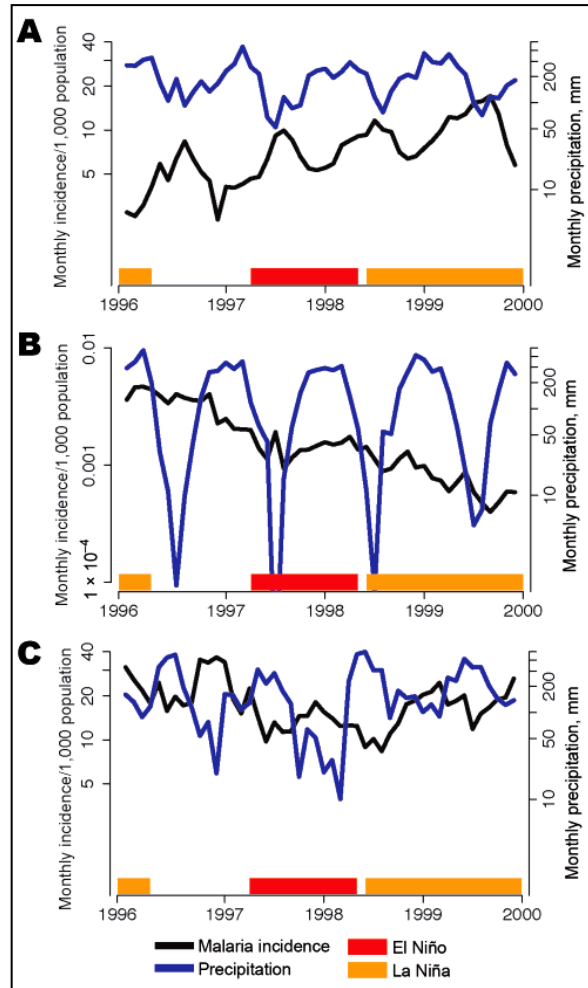 A
Monthly incidence/1,000 population
40
20
10
5
200
50
10
Monthly precipitation, mm
1996 1997 1998 1999 2000
B
Monthly incidence/1,000 population
0.01
0.001
1 × 10⁻⁴
200
50
10
Monthly precipitation, mm
1996 1997 1998 1999 2000
C
Monthly incidence/1,000 population
40
20
10
5
200
50
10
Monthly precipitation, mm
1996 1997 1998 1999 2000
Malaria incidence El Niño
Precipitation La Niña